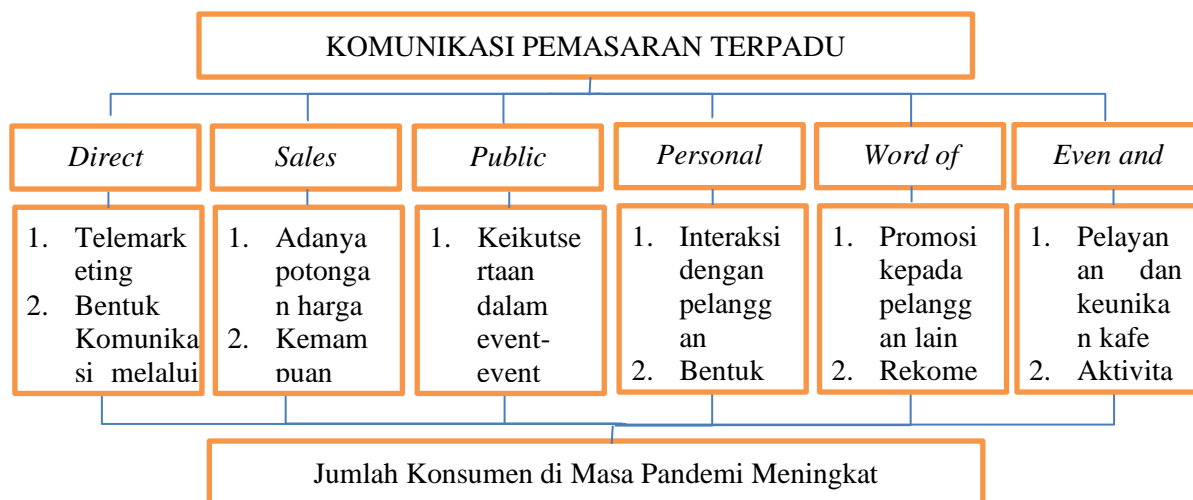 KOMUNIKASI PEMASARAN TERPADU
Direct
Sales
Public
Personal
Word of
Even and
1. Telemark
eting
2. Bentuk
Komunika
si melalui
1. Adanya
potonga
n harga
2. Kemam
puan
1. Keikutse
rtaan
dalam
event-
event
1. Interaksi
dengan
pelangg
an
2. Bentuk
1. Promosi
kepada
pelangg
an lain
2. Rekome
1. Pelayan
an dan
keunika
n kafe
2. Aktivita
Jumlah Konsumen di Masa Pandemi Meningkat